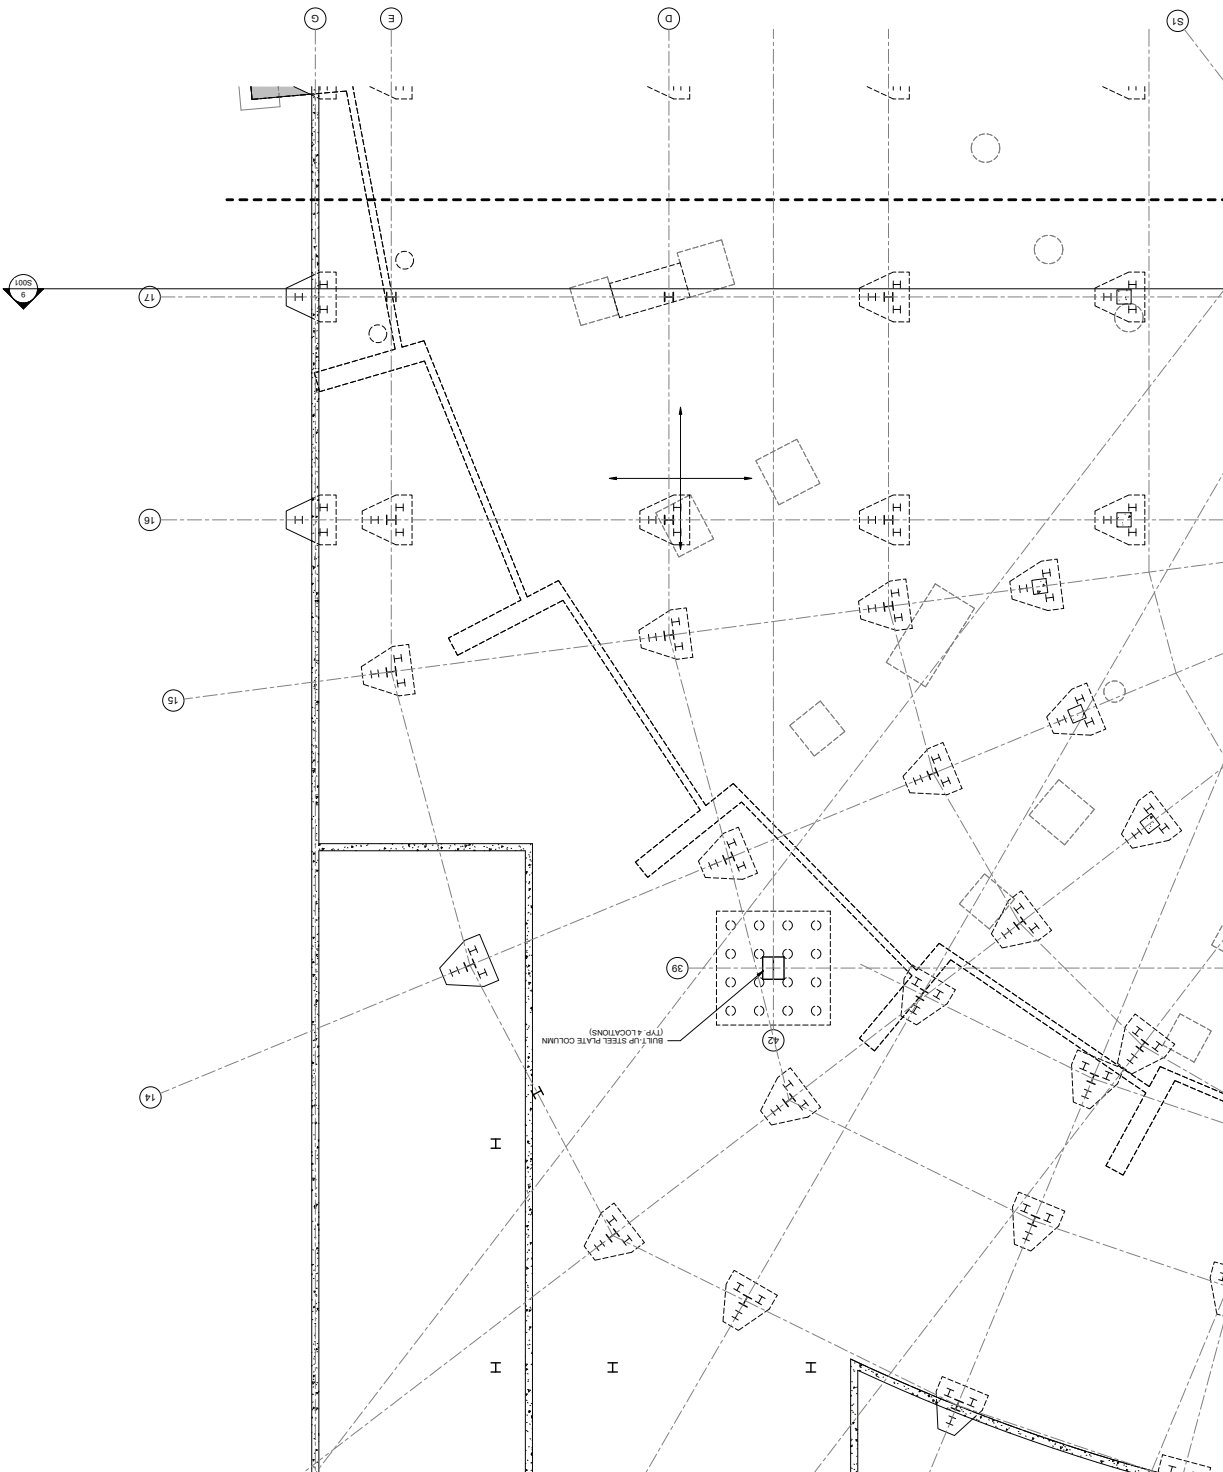 G
E
D
S1
17
9
S001
16
15
39
BUILT-UP STEEL PLATE COLUMN
(TYP. 4 LOCATIONS)
42
14